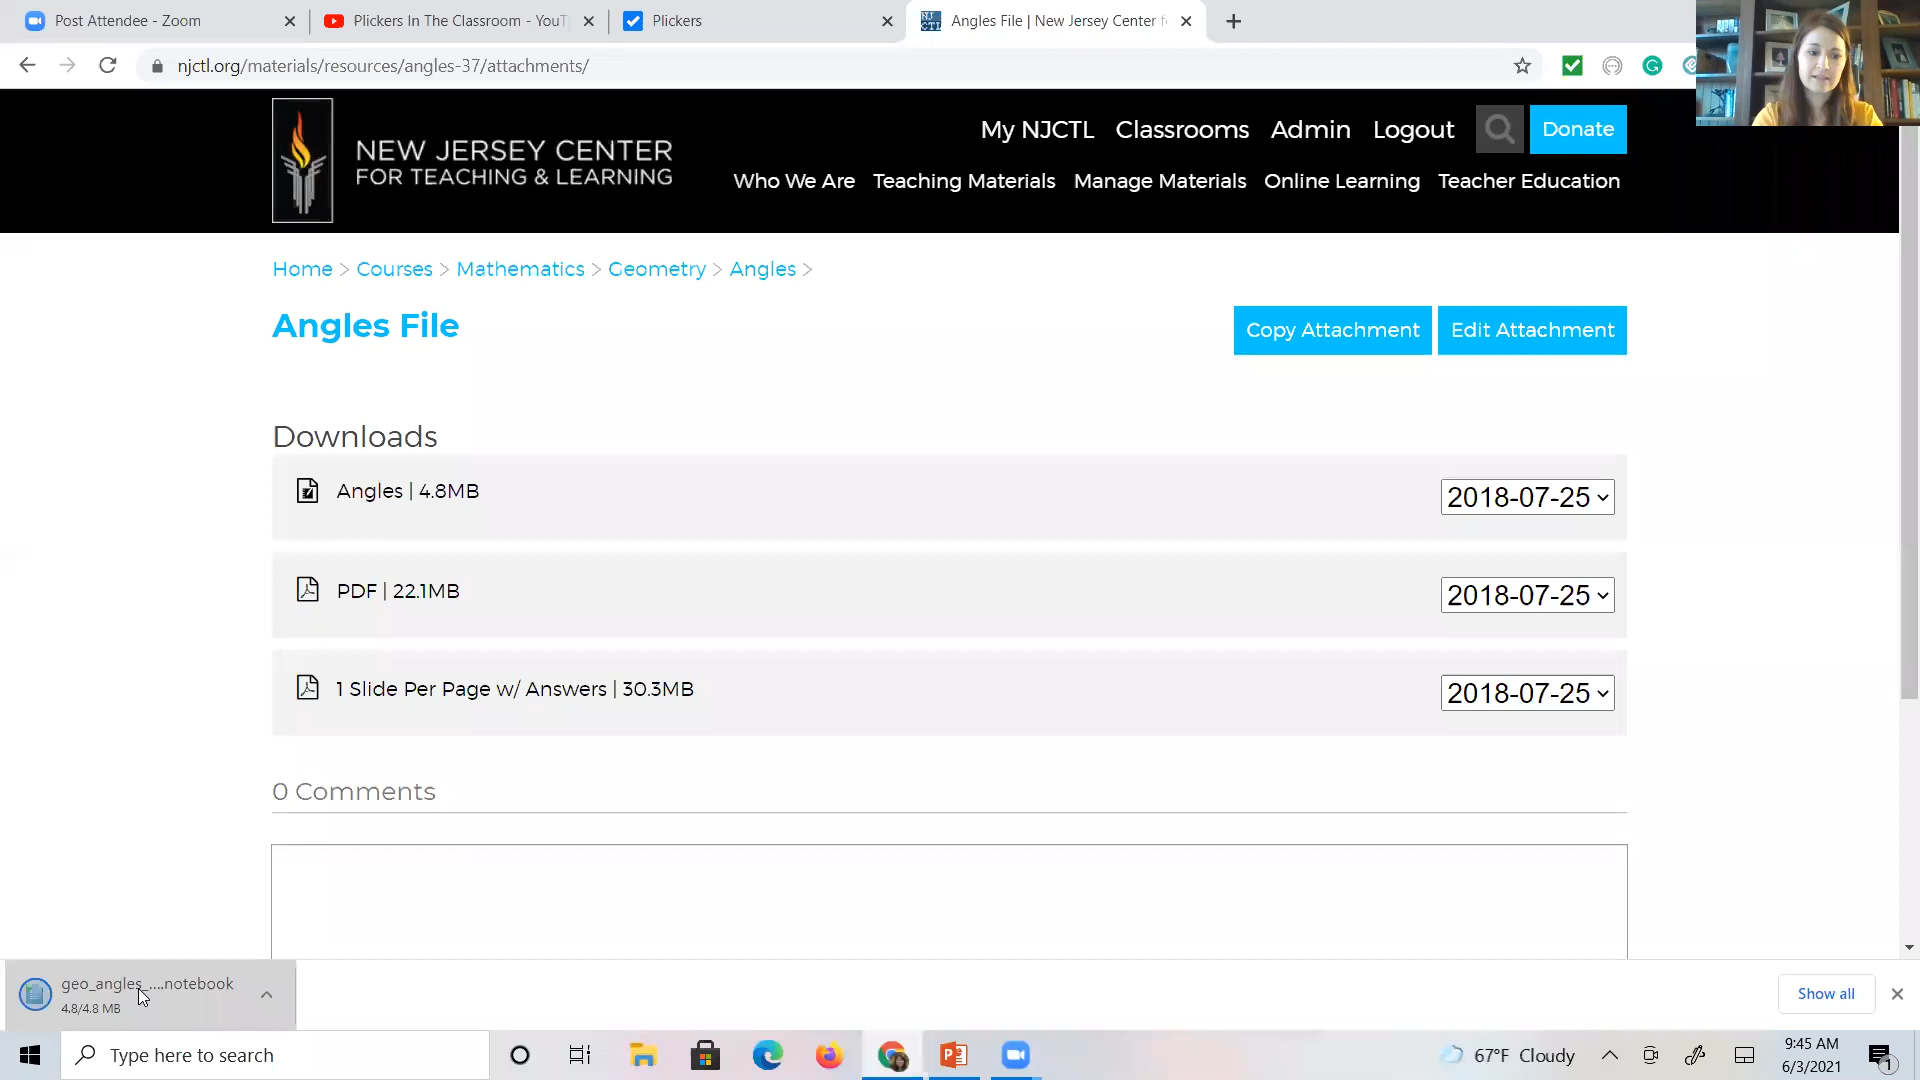 Post Attendee - Zoom
Plickers In The Classroom - YouT
Plickers
Angles File | New Jersey Center f
njctl.org/materials/resources/angles-37/attachments/
NJ
CTL
NEW JERSEY CENTER
FOR TEACHING & LEARNING
My NJCTL Classrooms Admin Logout
Donate
Who We Are Teaching Materials Manage Materials Online Learning Teacher Education
Home > Courses > Mathematics > Geometry > Angles >
Angles File
Copy Attachment
Edit Attachment
Downloads
Angles | 4.8MB
2018-07-25
PDF | 22.1MB
2018-07-25
1 Slide Per Page w/ Answers | 30.3MB
2018-07-25
0 Comments
geo_angles_....notebook
4.8/4.8 MB
Show all
Type here to search
67°F Cloudy
9:45 AM
6/3/2021
1